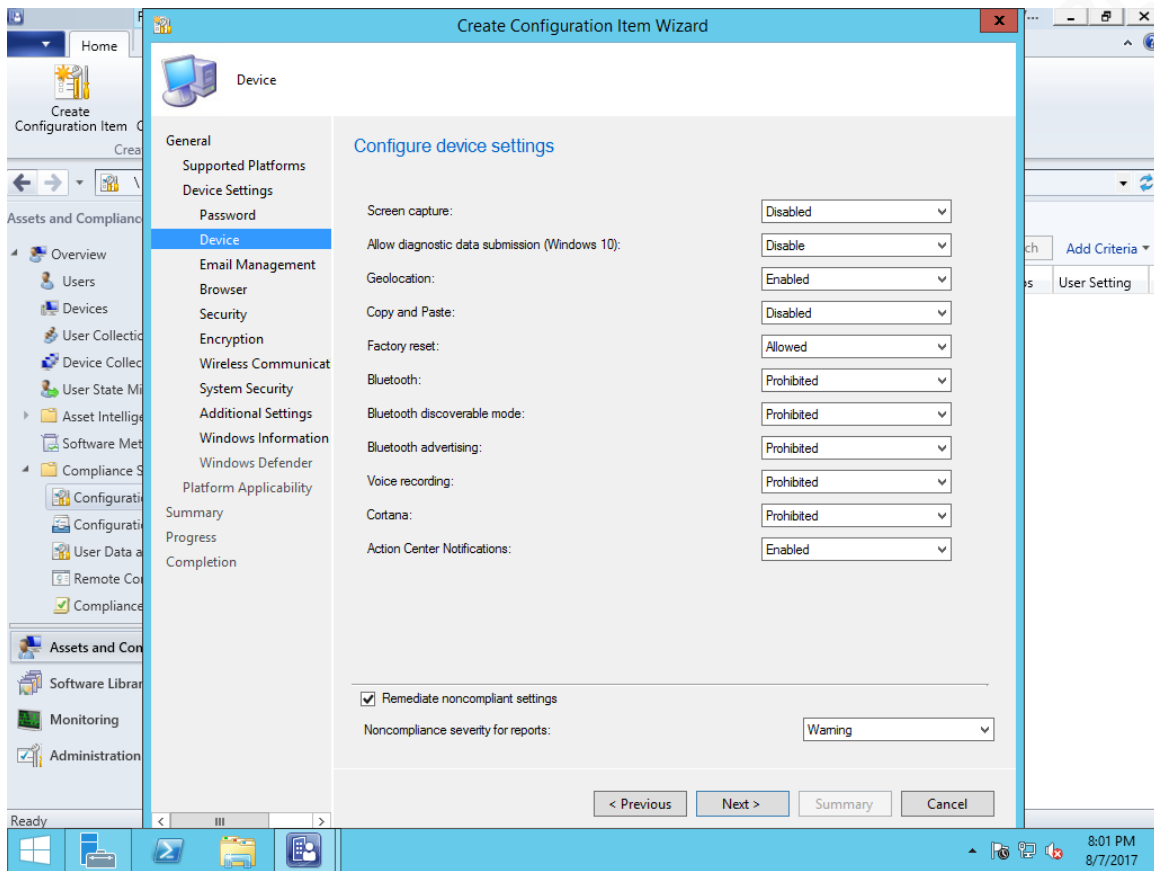 Create Configuration Item Wizard
x
Home
Create
Configuration Item
Crea
Device
General
Supported Platforms
Device Settings
Password
Device
Email Management
Browser
Security
Encryption
Wireless Communicat
System Security
Additional Settings
Windows Information
Windows Defender
Platform Applicability
Summary
Progress
Completion
Configure device settings
Screen capture: Disabled
Allow diagnostic data submission (Windows 10): Disable
Geolocation: Enabled
Copy and Paste: Disabled
Factory reset: Allowed
Bluetooth: Prohibited
Bluetooth discoverable mode: Prohibited
Bluetooth advertising: Prohibited
Voice recording: Prohibited
Cortana: Prohibited
Action Center Notifications: Enabled
Remediate noncompliant settings
Noncompliance severity for reports: Warning
< Previous Next > Summary Cancel
\
Assets and Complianc
Overview
Users
Devices
User Collectio
Device Collec
User State Mi
Asset Intellige
Software Met
Compliance S
Configurati
Configurati
User Data a
Remote Co
Compliance
Assets and Com
Software Librar
Monitoring
Administration
Ready
ch Add Criteria
User Setting
8:01 PM
8/7/2017